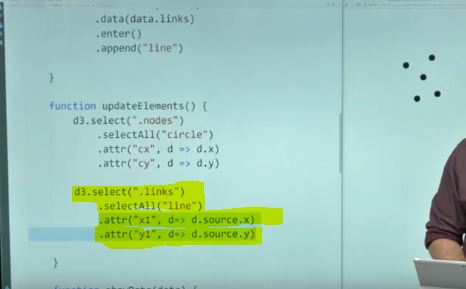 .data(data.links)
.enter()
.append("line")
}
function updateElements() {
d3.select(".nodes")
.selectAll("circle")
.attr("cx", d => d.x)
.attr("cy", d => d.y)
d3.select(".links")
.selectAll("line")
.attr("x1", d=> d.source.x)
.attr("y1", d=> d.source.y)
}